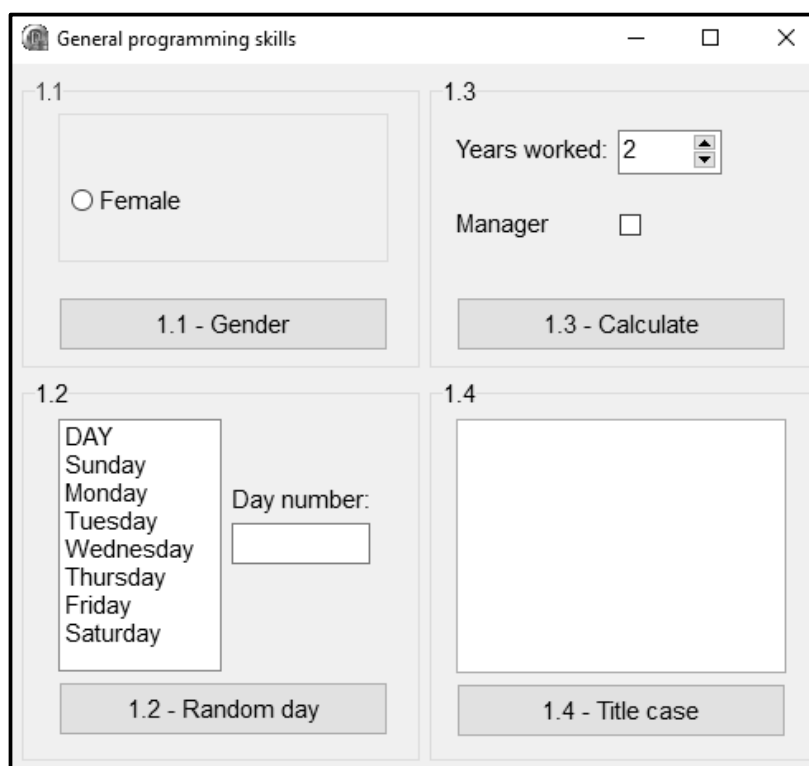 General programming skills
1.1
Female
1.1 - Gender
1.3
Years worked: 2
Manager
1.3 - Calculate
1.2
DAY
Sunday
Monday
Tuesday
Wednesday
Thursday
Friday
Saturday
Day number:
1.2 - Random day
1.4
1.4 - Title case